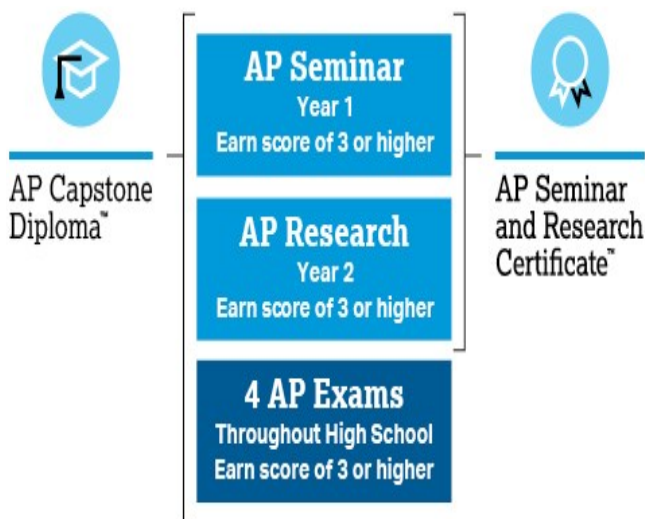 AP Capstone
Diploma™
AP Seminar
Year 1
Earn score of 3 or higher
AP Research
Year 2
Earn score of 3 or higher
4 AP Exams
Throughout High School
Earn score of 3 or higher
AP Seminar
and Research
Certificate™